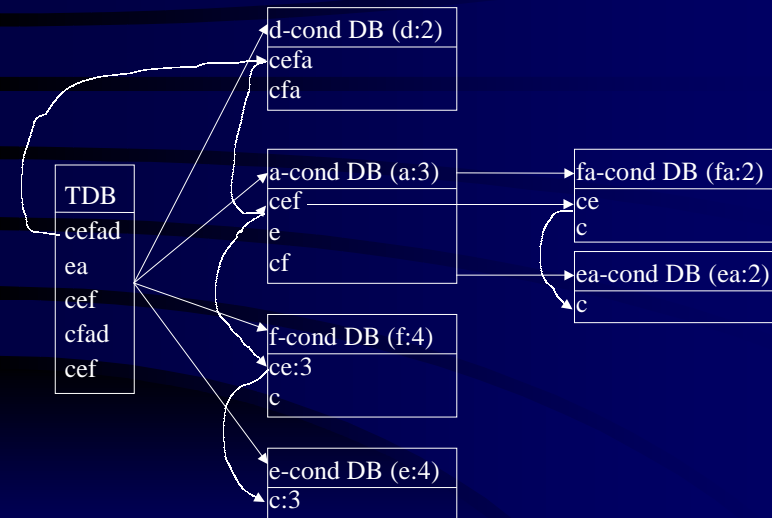 d-cond DB (d:2)
cefa
cfa
TDB
cefad
ea
cef
cfad
cef
a-cond DB (a:3)
cef
e
cf
fa-cond DB (fa:2)
ce
c
ea-cond DB (ea:2)
c
f-cond DB (f:4)
ce:3
c
e-cond DB (e:4)
c:3